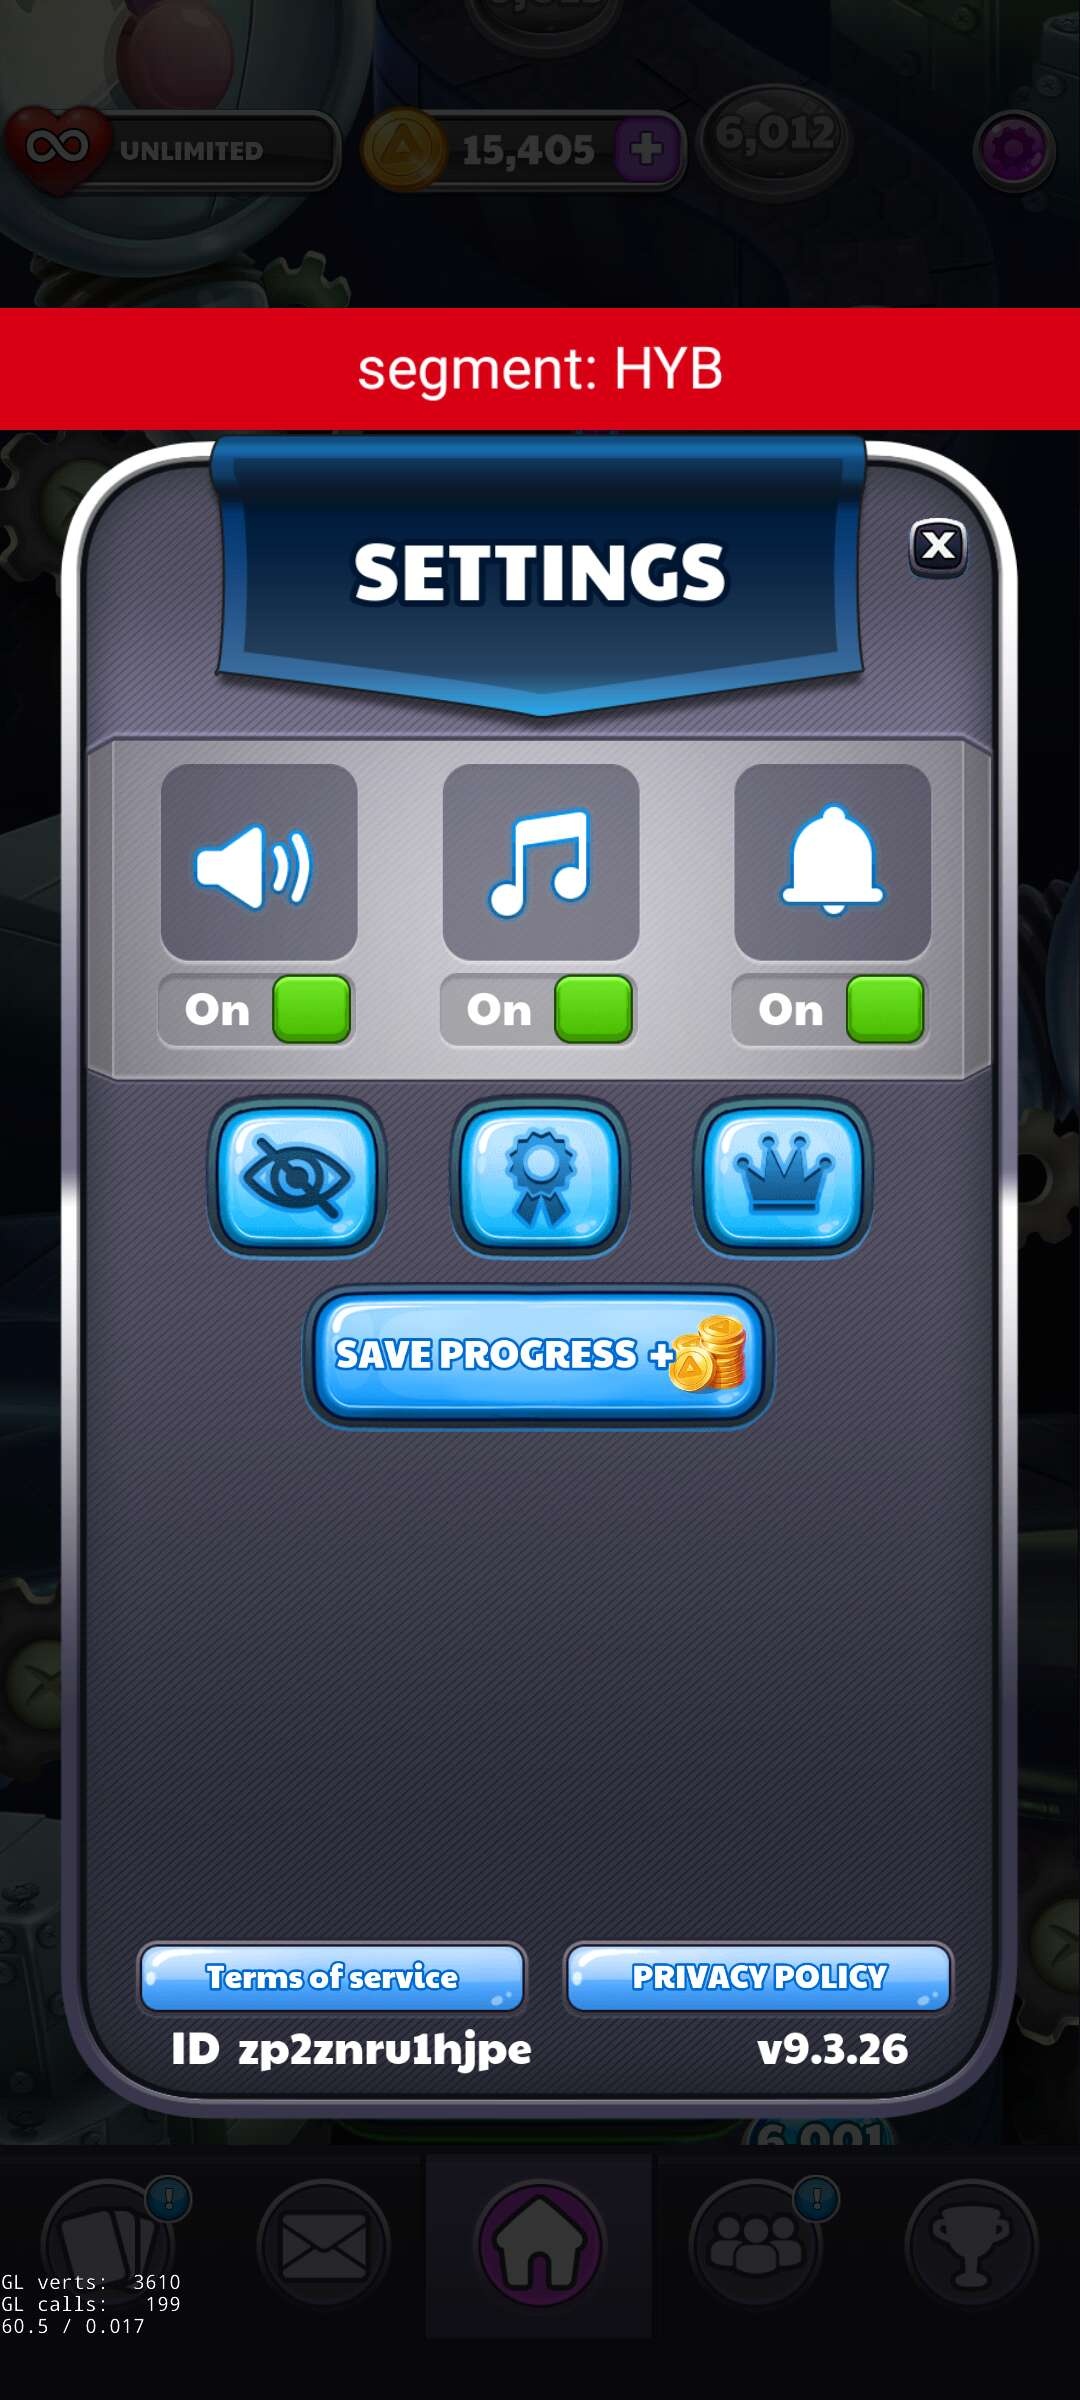 UNLIMITED
15,405
6,012
segment: HYB
SETTINGS
X
On
On
On
SAVE PROGRESS +
Terms of service
PRIVACY POLICY
ID zp2znru1hjpe
v9.3.26
6,001
GL verts: 3610
GL calls: 199
60.5 / 0.017